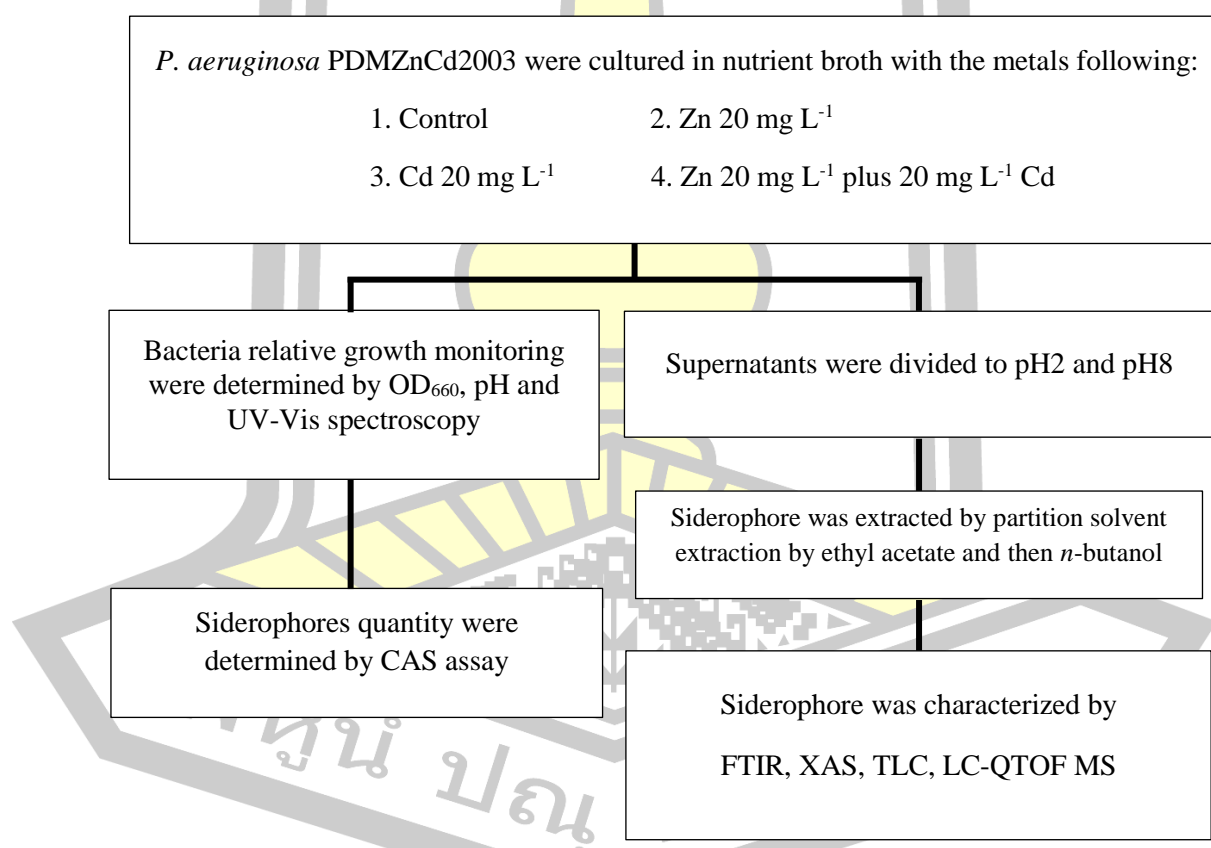 P. aeruginosa PDMZnCd2003 were cultured in nutrient broth with the metals following:
1. Control 2. Zn 20 mg L⁻¹
3. Cd 20 mg L⁻¹ 4. Zn 20 mg L⁻¹ plus 20 mg L⁻¹ Cd
Bacteria relative growth monitoring
were determined by OD₆₆₀, pH and
UV-Vis spectroscopy
Supernatants were divided to pH2 and pH8
Siderophore was extracted by partition solvent
extraction by ethyl acetate and then n-butanol
Siderophores quantity were
determined by CAS assay
Siderophore was characterized by
FTIR, XAS, TLC, LC-QTOF MS